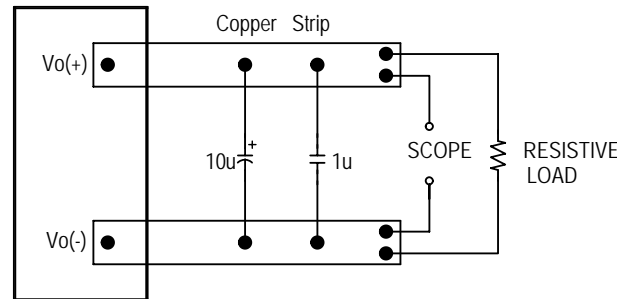 Copper Strip
Vo(+)
+
10u
1u
SCOPE
RESISTIVE
LOAD
Vo(-)